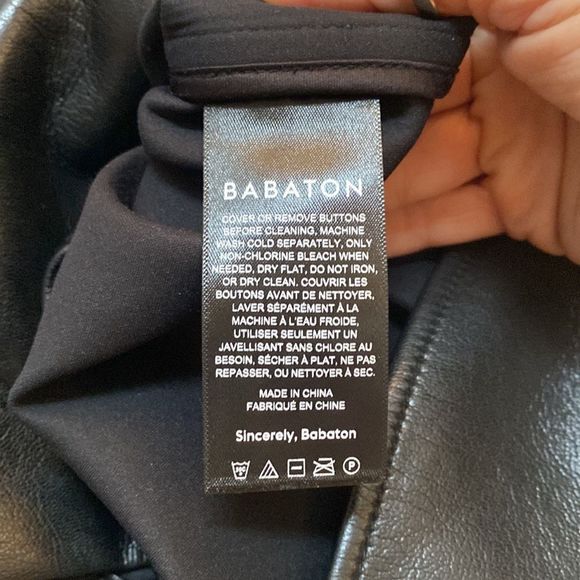 BABATON
COVER OR REMOVE BUTTONS
BEFORE CLEANING, MACHINE
WASH COLD SEPARATELY, ONLY
NON-CHLORINE BLEACH WHEN
NEEDED, DRY FLAT, DO NOT IRON,
OR DRY CLEAN. COUVRIR LES
BOUTONS AVANT DE NETTOYER,
LAVER SÉPARÉMENT À LA
MACHINE À L'EAU FROIDE,
UTILISER SEULEMENT UN
JAVELLISANT SANS CHLORE AU
BESOIN, SÉCHER À PLAT, NE PAS
REPASSER, OU NETTOYER À SEC.
MADE IN CHINA
FABRIQUÉ EN CHINE
Sincerely, Babaton
P